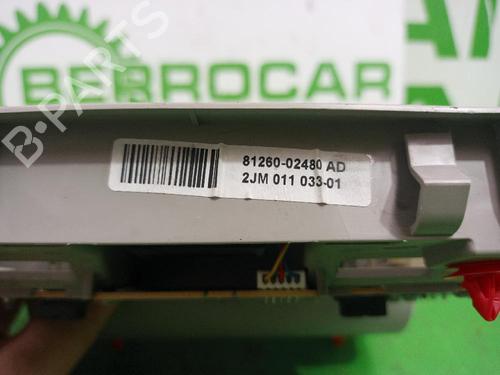 BERROCAR
B-PARTS
81260-02480 AD
2JM 011 033-01